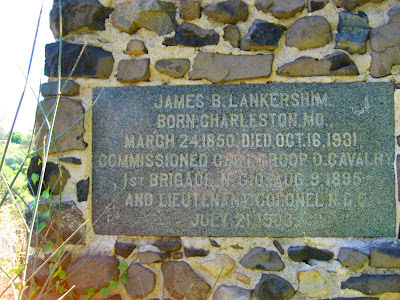 JAMES B. LANKERSHIM.
BORN, CHARLESTON, MO.,
MARCH 24 1850, DIED OCT. 16, 1931.
COMMISSIONED CAPT. TROOP D. CAVALRY
1ST BRIGADE, N.G.C., AUG. 9, 1895
AND LIEUTENANT COLONEL N.G.C.
JULY 21, 1903.